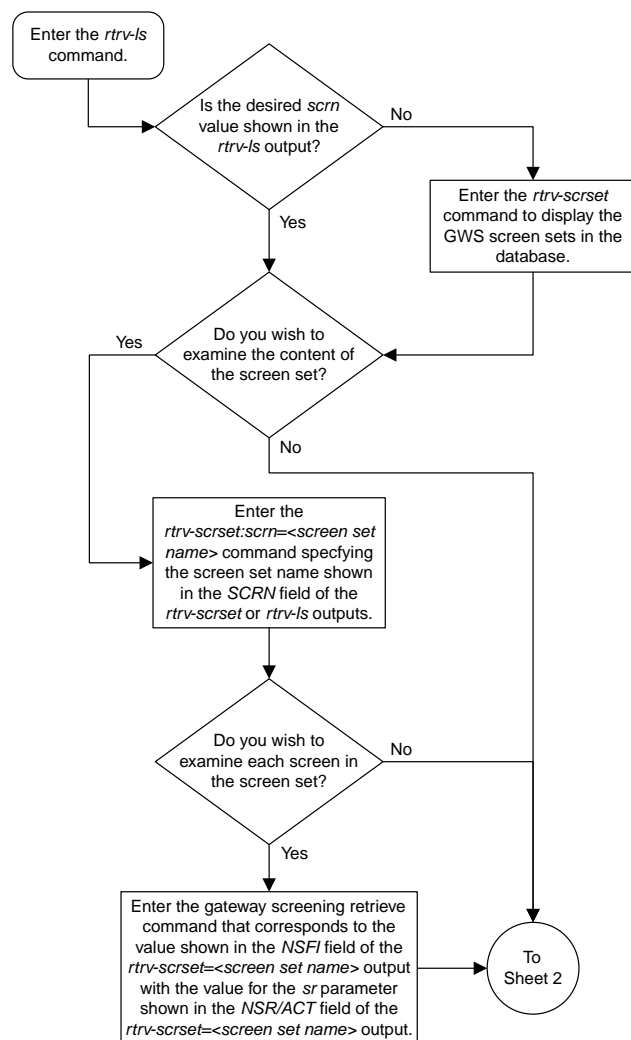 Enter the rtrv-ls
command.
Is the desired scrn
value shown in the
rtrv-ls output?
No
Yes
Enter the rtrv-scrset
command to display the
GWS screen sets in the
database.
Do you wish to
examine the content of
the screen set?
Yes
No
Enter the
rtrv-scrset:scrn=<screen set
name> command specifying
the screen set name shown
in the SCRN field of the
rtrv-scrset or rtrv-ls outputs.
Do you wish to
examine each screen in
the screen set?
No
Yes
Enter the gateway screening retrieve
command that corresponds to the
value shown in the NSFI field of the
rtrv-scrset=<screen set name> output
with the value for the sr parameter
shown in the NSR/ACT field of the
rtrv-scrset=<screen set name> output.
To
Sheet 2